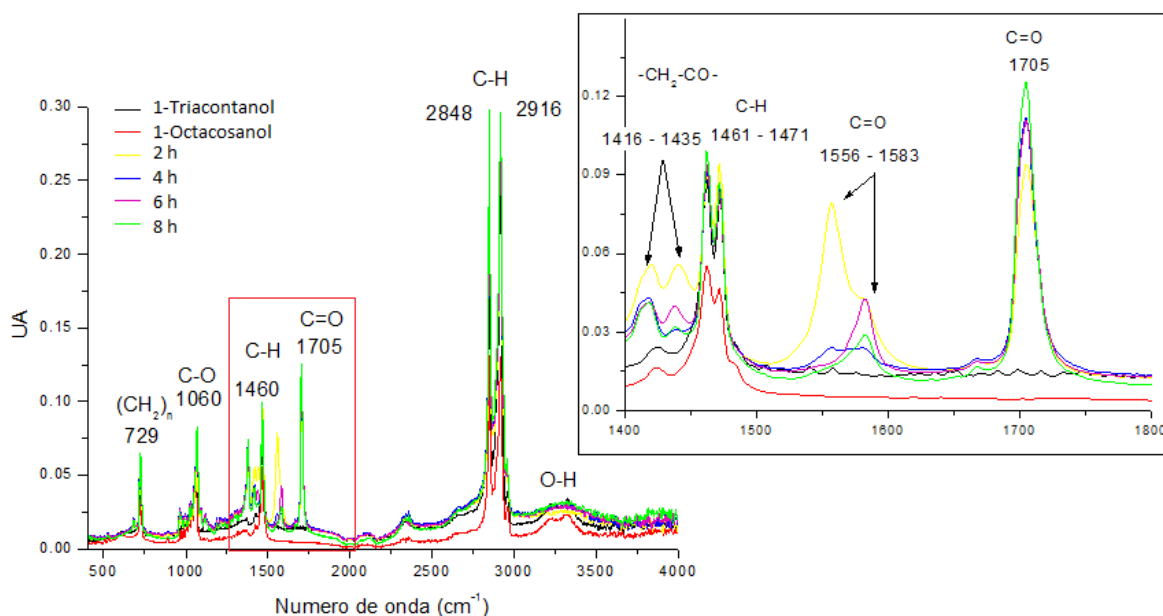 C-H
2848
2916
0.30
0.25
0.20
0.15
0.10
0.05
0.00
UA
1-Triacontanol
1-Octacosanol
2 h
4 h
6 h
8 h
(CH2)n
729
C-O
1060
C-H
1460
C=O
1705
O-H
500
1000
1500
2000
2500
3000
3500
4000
Numero de onda (cm-1)
-CH2-CO-
1416 - 1435
C-H
1461 - 1471
C=O
1556 - 1583
C=O
1705
0.12
0.09
0.06
0.03
0.00
1400
1500
1600
1700
1800